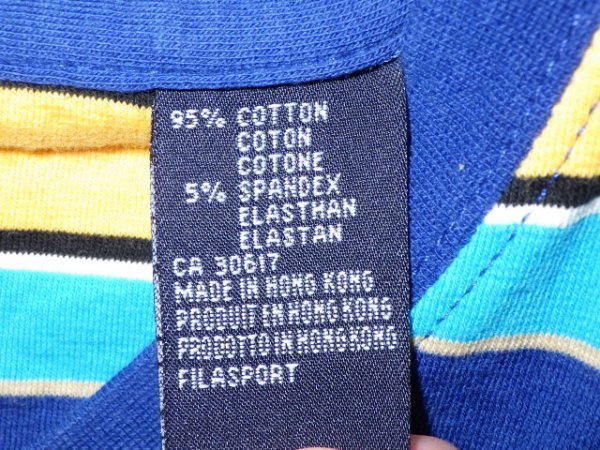 95% COTTON
COTON
COTONE
5% SPANDEX
ELASTHAN
ELASTAN
CA 30617
MADE IN HONG KONG
PRODUIT IN HONG KONG
PRODOTTO IN HONG KONG
FILASPORT